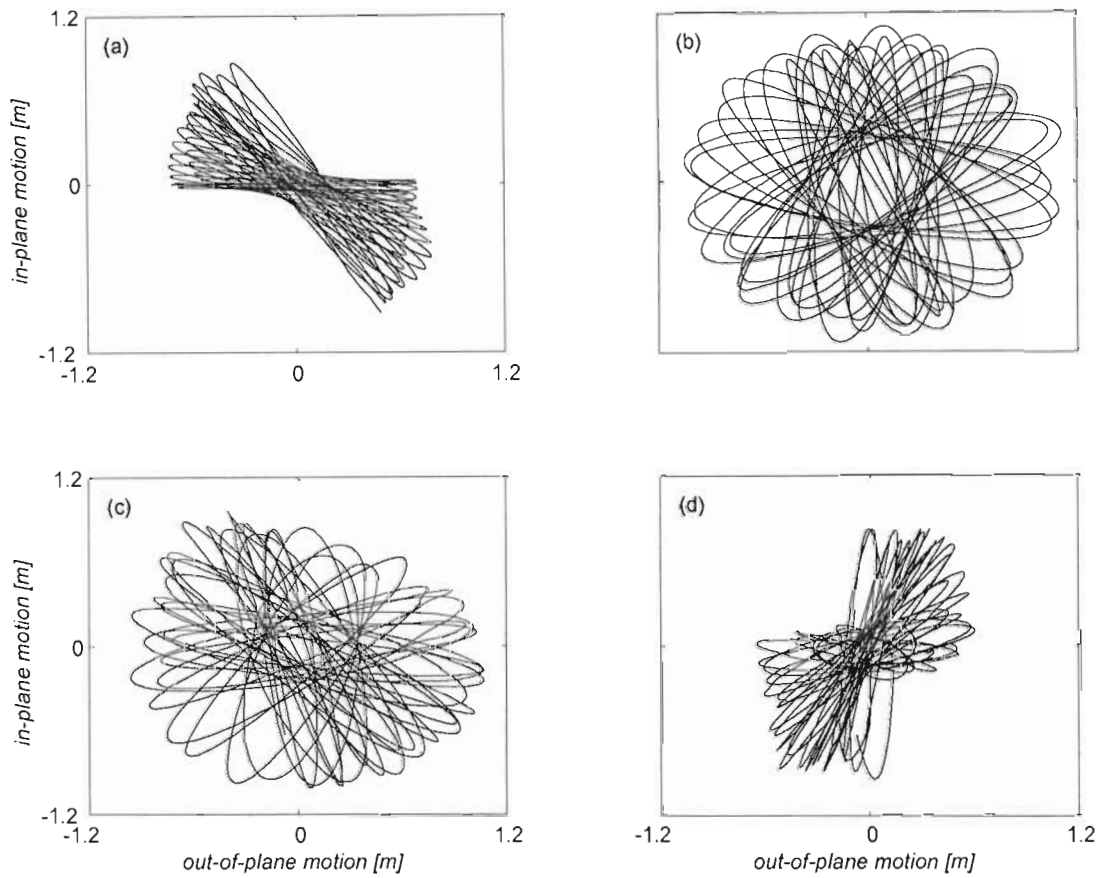 1.2
(a)
(b)
in-plane motion [m]
0
-1.2
-1.2
0
1.2
1.2
(c)
(d)
in-plane motion [m]
0
-1.2
-1.2
0
1.2
-1.2
0
1.2
out-of-plane motion [m]
out-of-plane motion [m]